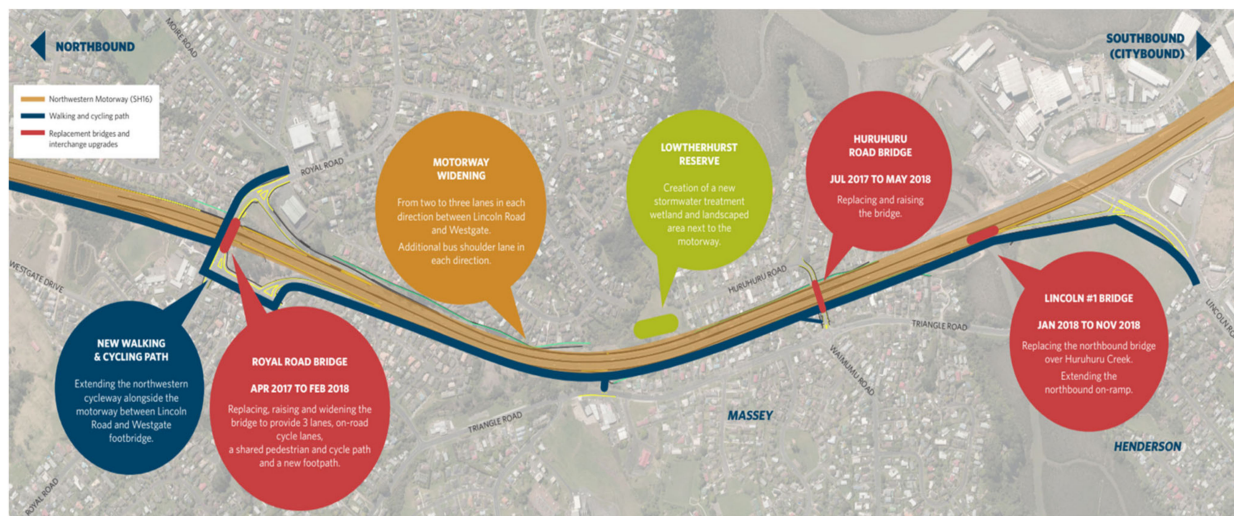 NORTHBOUND
SOUTHBOUND
(CITYBOUND)
Northwestern Motorway (SH16)
Walking and cycling path
Replacement bridges and
interchange upgrades
MOIRE ROAD
ROYAL ROAD
WESTGATE DRIVE
MOTORWAY
WIDENING
From two to three lanes in each
direction between Lincoln Road
and Westgate.
Additional bus shoulder lane in
each direction.
LOWTHERHURST
RESERVE
Creation of a new
stormwater treatment
wetland and landscaped
area next to the
motorway.
HURUHURU
ROAD BRIDGE
JUL 2017 TO MAY 2018
Replacing and raising
the bridge.
HURUHURU ROAD
NEW WALKING
& CYCLING PATH
Extending the northwestern
cycleway alongside the
motorway between Lincoln
Road and Westgate
footbridge.
ROYAL ROAD BRIDGE
APR 2017 TO FEB 2018
Replacing, raising and widening the
bridge to provide 3 lanes, on-road
cycle lanes,
a shared pedestrian and cycle path
and a new footpath.
LINCOLN #1 BRIDGE
JAN 2018 TO NOV 2018
Replacing the northbound bridge
over Huruhuru Creek.
Extending the
northbound on-ramp.
TRIANGLE ROAD
WAIMUMU ROAD
LINCOLN RO
TRIANGLE ROAD
MASSEY
HENDERSON
ROYAL ROAD